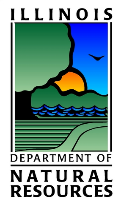 ILLINOIS
DEPARTMENT OF
NATURAL
RESOURCES